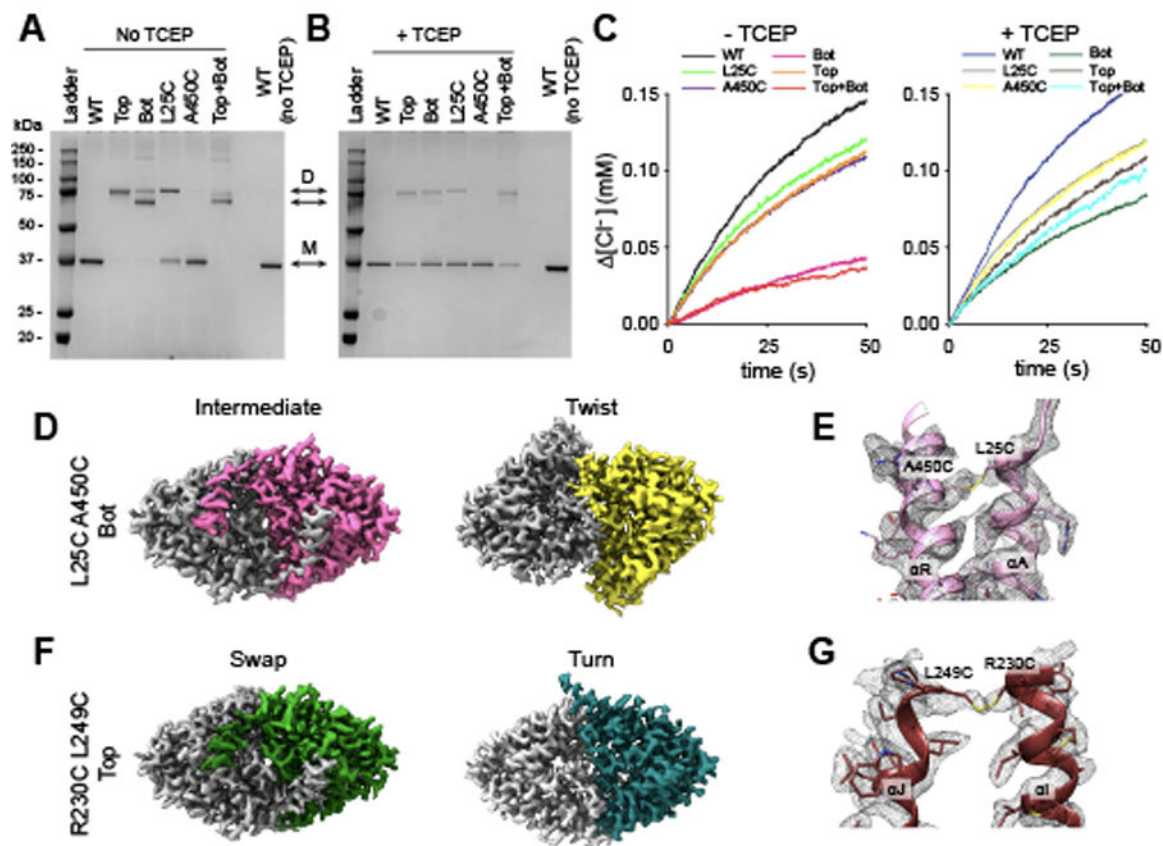 A
No TCEP
Ladder
WT
Top
Bot
L25C
A450C
Top+Bot
WT
(no TCEP)
kDa
250 -
150 -
100 -
75 -
50 -
37 -
25 -
20 -
D
M
B
+ TCEP
Ladder
WT
Top
Bot
L25C
A450C
Top+Bot
WT
(no TCEP)
C
- TCEP
WT
L25C
A450C
Bot
Top
Top+Bot
+ TCEP
WT
L25C
A450C
Bot
Top
Top+Bot
Δ[Cl⁻] (mM)
0.15
0.10
0.05
0.00
0
25
50
time (s)
0.15
0.10
0.05
0.00
0
25
50
time (s)
D
Intermediate
Twist
L25C A450C
Bot
E
A450C
L25C
αR
αA
F
Swap
Turn
R230C L249C
Top
G
L249C
R230C
αJ
αI